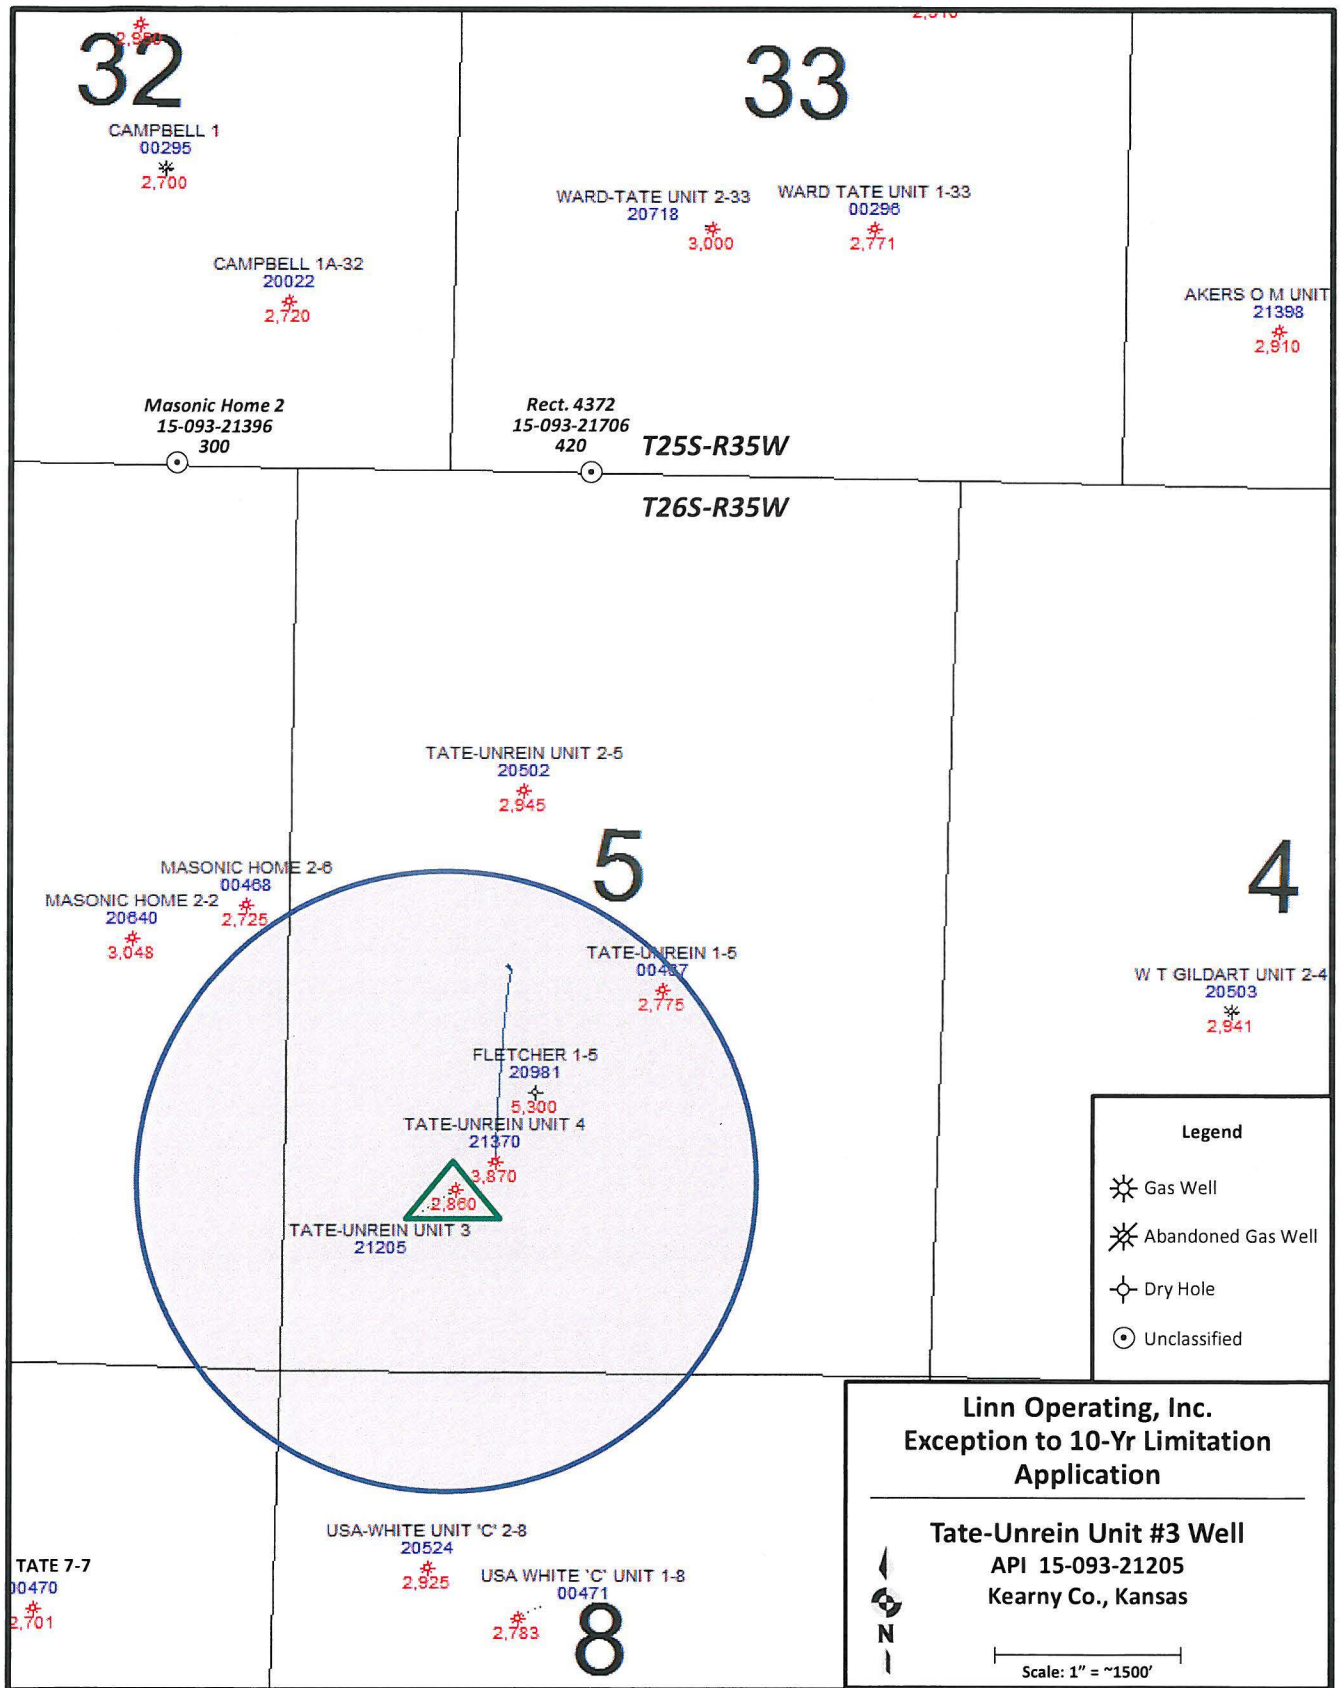 32
2,950
CAMPBELL 1
00295
2,700
CAMPBELL 1A-32
20022
2,720
33
WARD-TATE UNIT 2-33
20718
3,000
WARD TATE UNIT 1-33
00296
2,771
AKERS O M UNIT
21398
2,910
Masonic Home 2
15-093-21396
300
Rect. 4372
15-093-21706
420
T25S-R35W
T26S-R35W
TATE-UNREIN UNIT 2-5
20502
2,945
5
4
MASONIC HOME 2-6
00468
2,725
MASONIC HOME 2-2
20640
3,048
TATE-UNREIN 1-5
00467
2,775
W T GILDART UNIT 2-4
20503
2,941
FLETCHER 1-5
20981
5,300
TATE-UNREIN UNIT 4
21370
3,870
2,860
TATE-UNREIN UNIT 3
21205
Legend
Gas Well
Abandoned Gas Well
Dry Hole
Unclassified
USA-WHITE UNIT 'C' 2-8
20524
2,925
USA WHITE 'C' UNIT 1-8
00471
2,783
8
TATE 7-7
00470
2,701
Linn Operating, Inc.
Exception to 10-Yr Limitation
Application
Tate-Unrein Unit #3 Well
API 15-093-21205
Kearny Co., Kansas
N
Scale: 1" = ~1500'